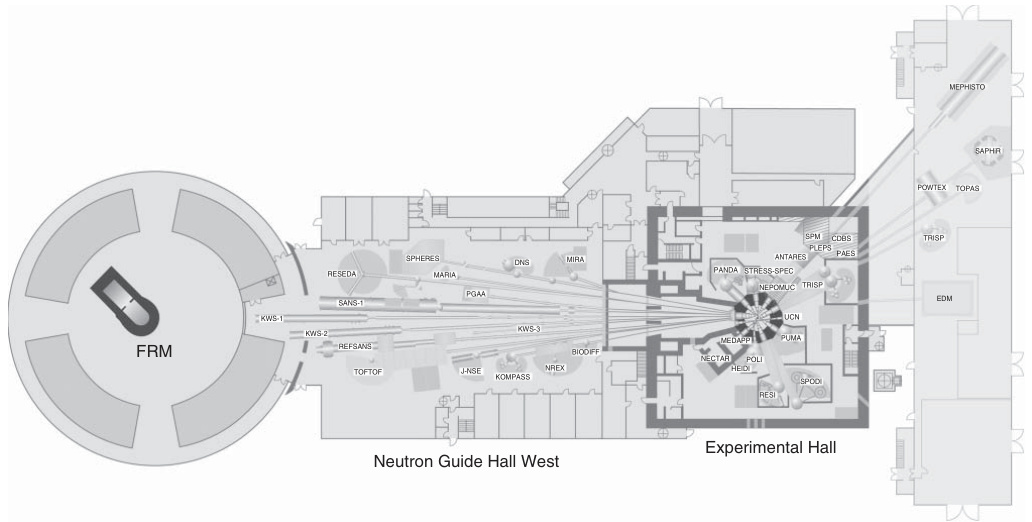 MEPHISTO
SAPHiR
POWTEX
TOPAS
TRISP
EDM
SPM
CDBS
PLEPS
PAES
ANTARES
PANDA
STRESS-SPEC
NEPOMUC
TRISP
UCN
PUMA
MEDAPP
NECTAR
POLI
HEIDI
RESI
SPODI
SPHERES
DNS
MIRA
RESEDA
MARIA
PGAA
SANS-1
KWS-1
KWS-2
KWS-3
REFSANS
BIODIFF
TOFTOF
J-NSE
KOMPASS
NREX
FRM
Neutron Guide Hall West
Experimental Hall